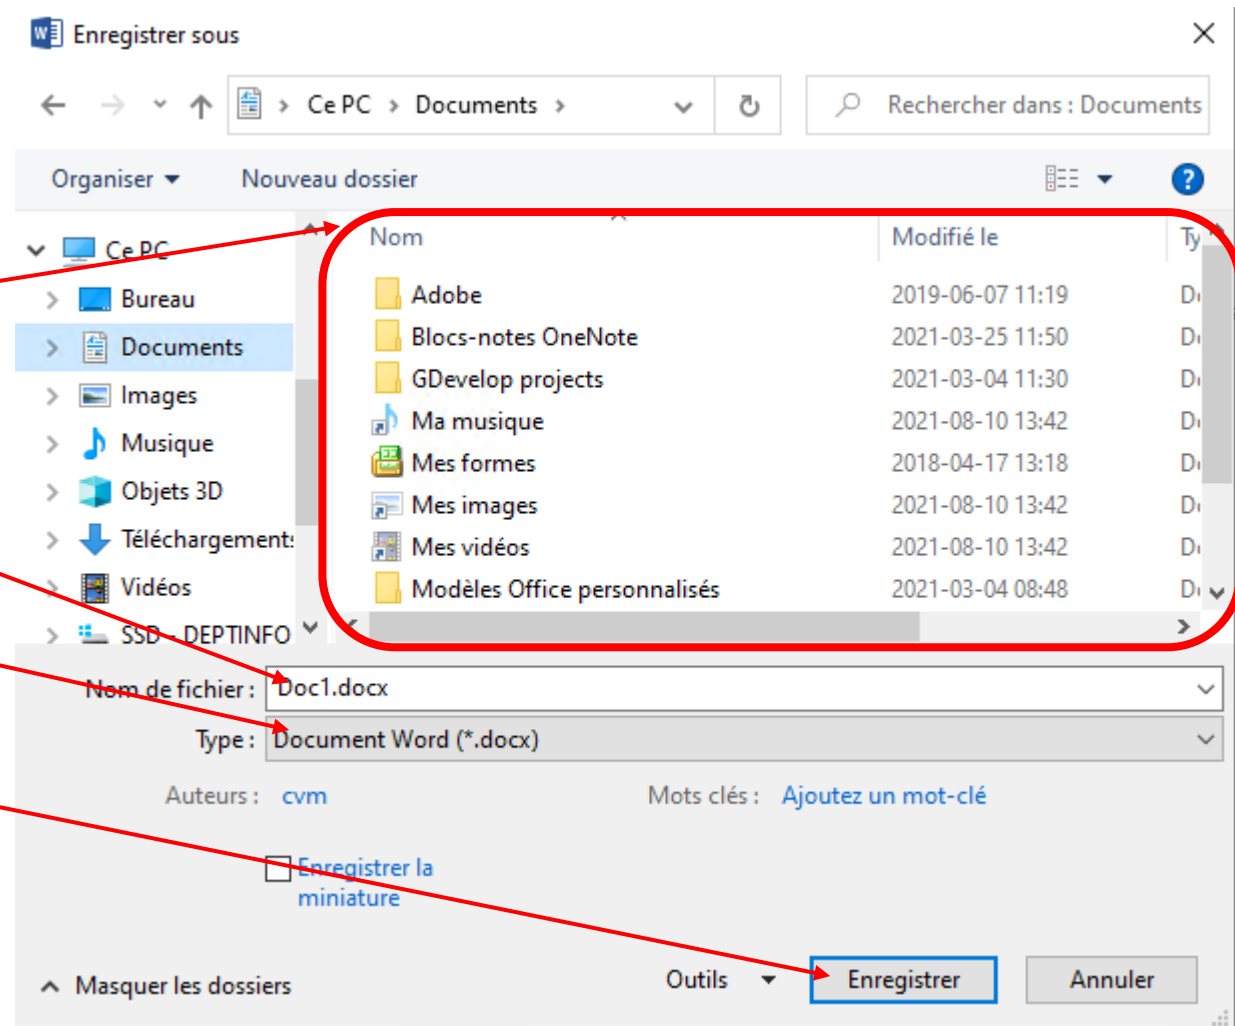 Enregistrer sous
Ce PC > Documents >
Rechercher dans : Documents
Organiser
Nouveau dossier
?
Ce PC
Bureau
Documents
Images
Musique
Objets 3D
Téléchargements
Vidéos
SSD - DEPTINFO
Nom Modifié le Ty
Adobe 2019-06-07 11:19
Blocs-notes OneNote 2021-03-25 11:50
GDevelop projects 2021-03-04 11:30
Ma musique 2021-08-10 13:42
Mes formes 2018-04-17 13:18
Mes images 2021-08-10 13:42
Mes vidéos 2021-08-10 13:42
Modèles Office personnalisés 2021-03-04 08:48
Nom de fichier : Doc1.docx
Type : Document Word (*.docx)
Auteurs : cvm Mots clés : Ajoutez un mot-clé
Enregistrer la
miniature
Masquer les dossiers Outils Enregistrer Annuler